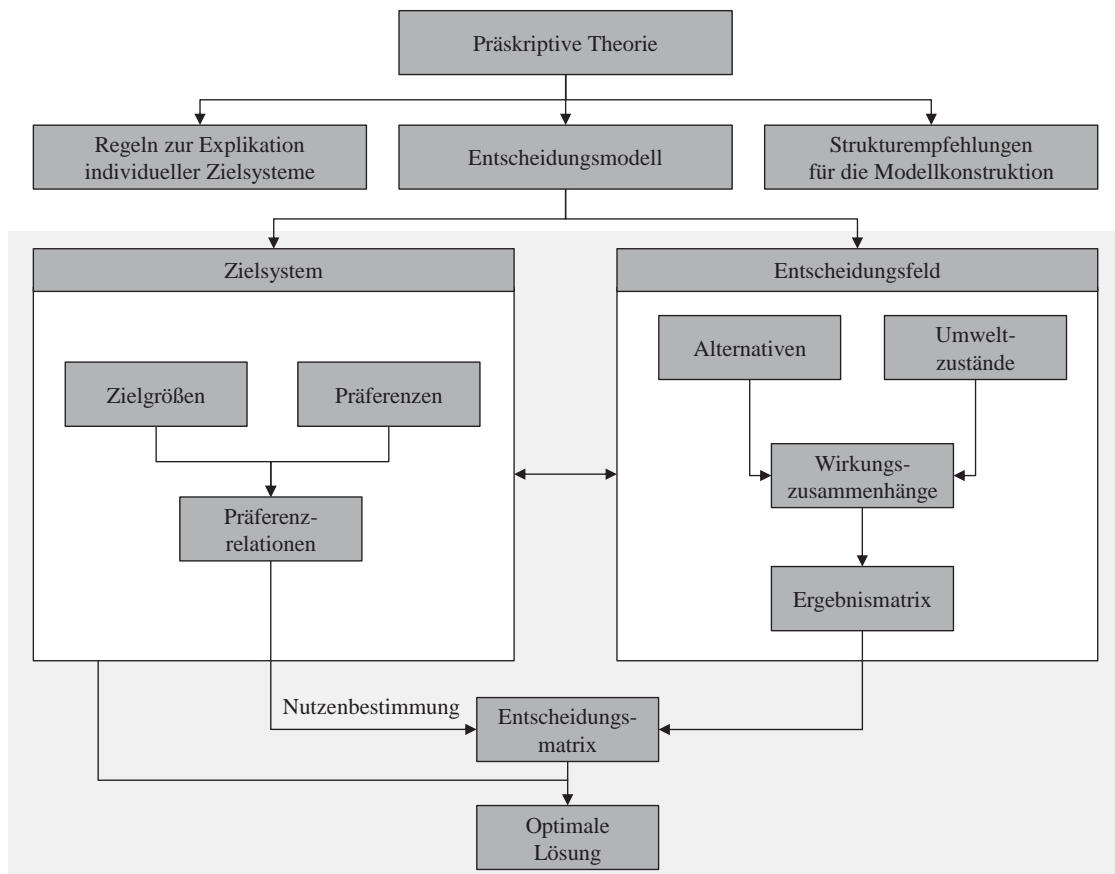 Präskriptive Theorie
Regeln zur Explikation
individueller Zielsysteme
Entscheidungsmodell
Strukturempfehlungen
für die Modellkonstruktion
Zielsystem
Entscheidungsfeld
Zielgrößen
Präferenzen
Präferenz-
relationen
Alternativen
Umwelt-
zustände
Wirkungs-
zusammenhänge
Ergebnismatrix
Nutzenbestimmung
Entscheidungs-
matrix
Optimale
Lösung